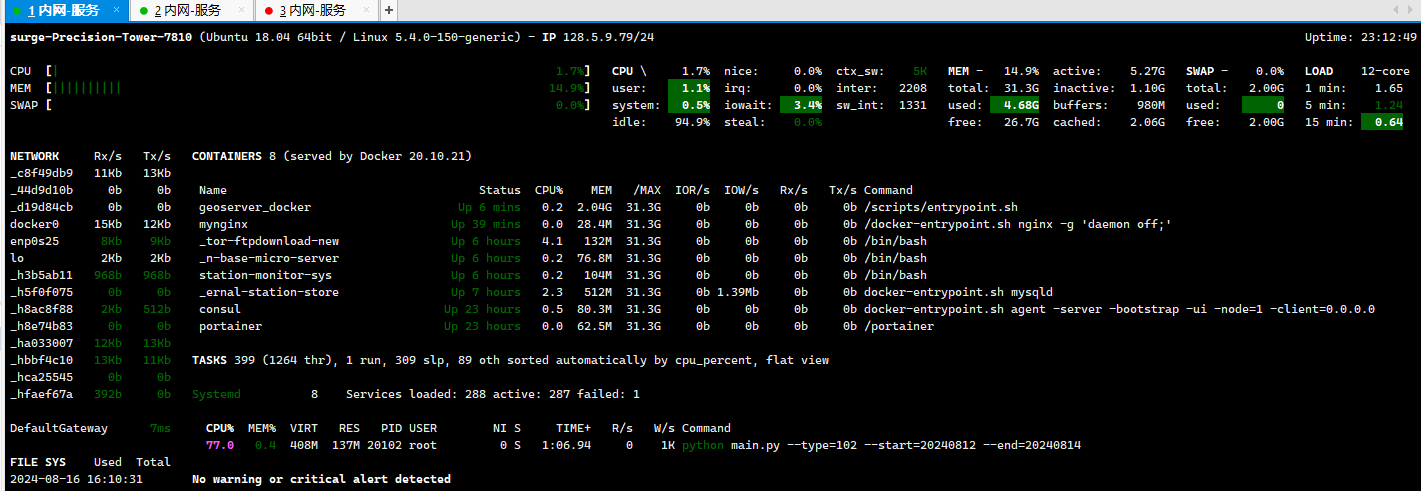 1 内网-服务 × 2 内网-服务 × 3 内网-服务 × +
surge-Precision-Tower-7810 (Ubuntu 18.04 64bit / Linux 5.4.0-150-generic) - IP 128.5.9.79/24 Uptime: 23:12:49
CPU [| 1.7%] CPU \ 1.7% nice: 0.0% ctx_sw: 5K MEM - 14.9% active: 5.27G SWAP - 0.0% LOAD 12-core
MEM [|||||||||| 14.9%] user: 1.1% irq: 0.0% inter: 2208 total: 31.3G inactive: 1.10G total: 2.00G 1 min: 1.65
SWAP [ 0.0%] system: 0.5% iowait: 3.4% sw_int: 1331 used: 4.68G buffers: 980M used: 0 5 min: 1.24
idle: 94.9% steal: 0.0% free: 26.7G cached: 2.06G free: 2.00G 15 min: 0.64
NETWORK Rx/s Tx/s CONTAINERS 8 (served by Docker 20.10.21)
_c8f49db9 11Kb 13Kb
_44d9d10b 0b 0b Name Status CPU% MEM /MAX IOR/s IOW/s Rx/s Tx/s Command
_d19d84cb 0b 0b geoserver_docker Up 6 mins 0.2 2.04G 31.3G 0b 0b 0b 0b /scripts/entrypoint.sh
docker0 15Kb 12Kb mynginx Up 39 mins 0.0 28.4M 31.3G 0b 0b 0b 0b /docker-entrypoint.sh nginx -g 'daemon off;'
enp0s25 8Kb 9Kb _tor-ftpdownload-new Up 6 hours 4.1 132M 31.3G 0b 0b 0b 0b /bin/bash
lo 2Kb 2Kb _n-base-micro-server Up 6 hours 0.2 76.8M 31.3G 0b 0b 0b 0b /bin/bash
_h3b5ab11 968b 968b station-monitor-sys Up 6 hours 0.2 104M 31.3G 0b 0b 0b 0b /bin/bash
_h5f0f075 0b 0b _ernal-station-store Up 7 hours 2.3 512M 31.3G 0b 1.39Mb 0b 0b docker-entrypoint.sh mysqld
_h8ac8f88 2Kb 512b consul Up 23 hours 0.5 80.3M 31.3G 0b 0b 0b 0b docker-entrypoint.sh agent -server -bootstrap -ui -node=1 -client=0.0.0.0
_h8e74b83 0b 0b portainer Up 23 hours 0.0 62.5M 31.3G 0b 0b 0b 0b /portainer
_ha033007 12Kb 13Kb
_hbbf4c10 13Kb 11Kb TASKS 399 (1264 thr), 1 run, 309 slp, 89 oth sorted automatically by cpu_percent, flat view
_hca25545 0b 0b
_hfaef67a 392b 0b Systemd 8 Services loaded: 288 active: 287 failed: 1
DefaultGateway 7ms CPU% MEM% VIRT RES PID USER NI S TIME+ R/s W/s Command
77.0 0.4 408M 137M 20102 root 0 S 1:06.94 0 1K python main.py --type=102 --start=20240812 --end=20240814
FILE SYS Used Total
2024-08-16 16:10:31 No warning or critical alert detected